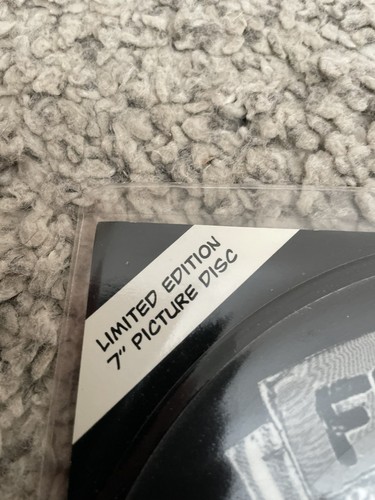 LIMITED EDITION
7" PICTURE DISC
F